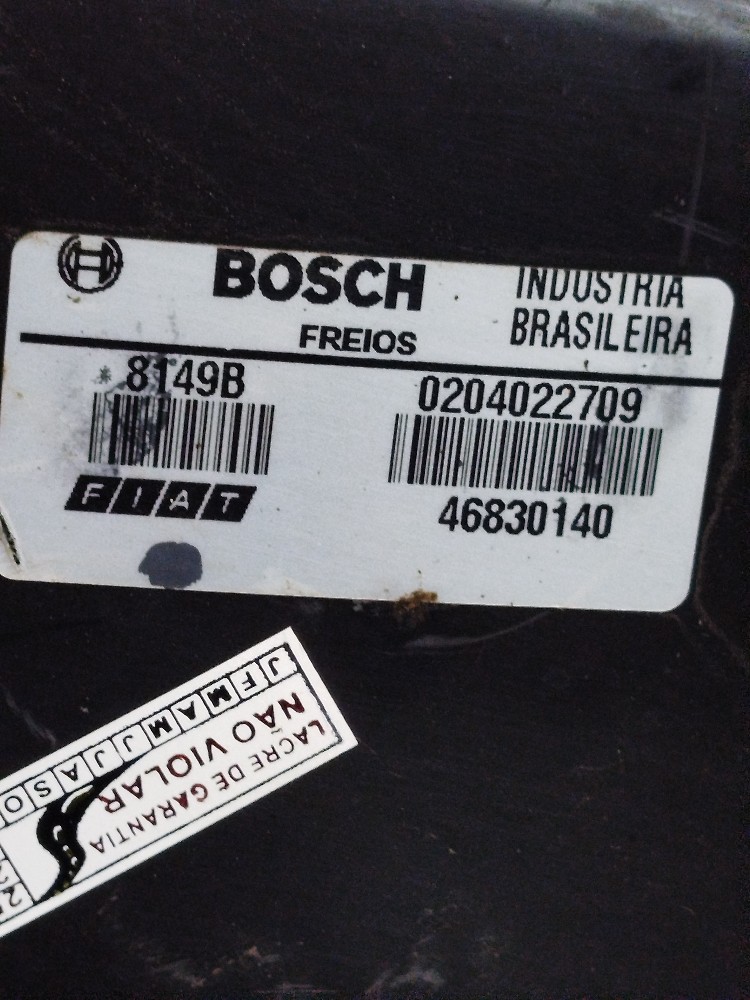 BOSCH
INDUSTRIA
BRASILEIRA
FREIOS
8149B
0204022709
FIAT
46830140
LACRE DE GARANTIA
NÃO VIOLAR
J F M A M J J A S O